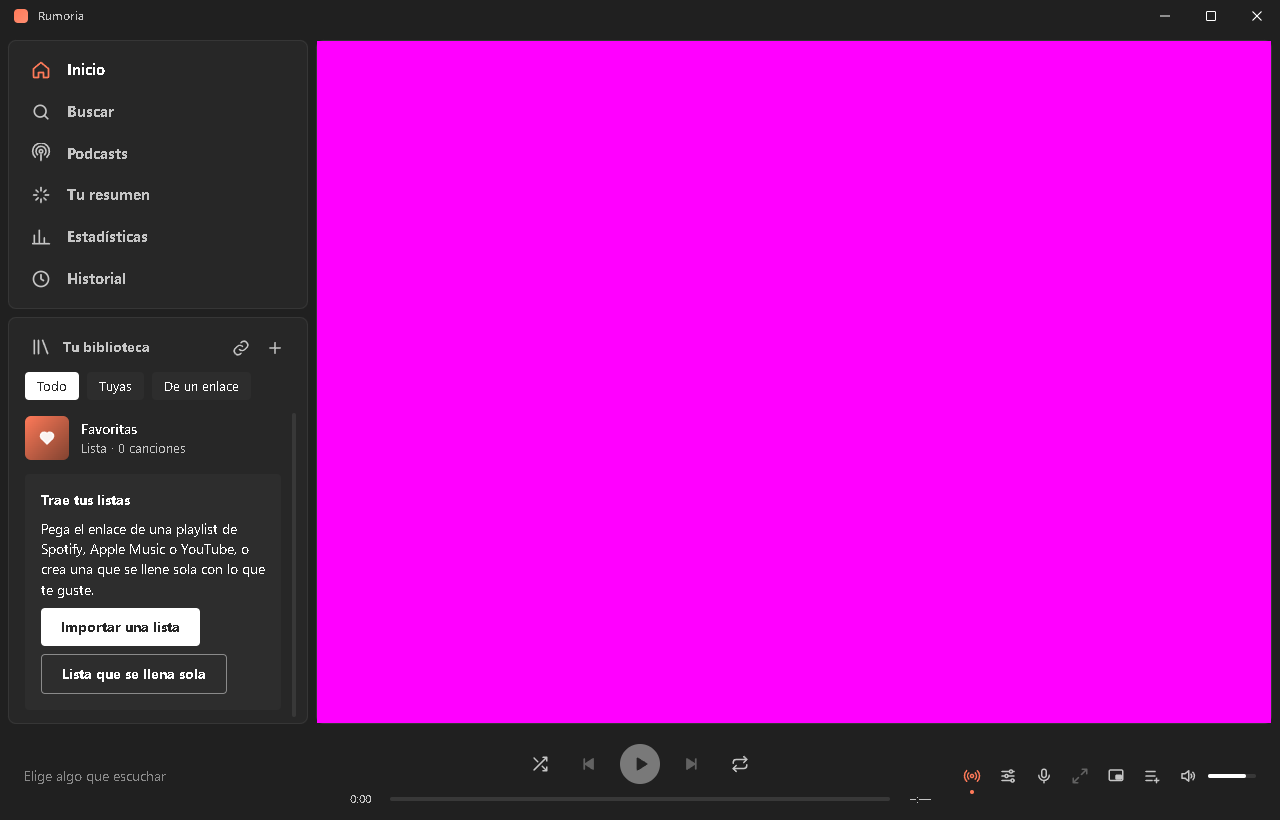 Rumoria
Inicio
Buscar
Podcasts
Tu resumen
Estadísticas
Historial
Tu biblioteca
Todo Tuyas De un enlace
Favoritas
Lista · 0 canciones
Trae tus listas
Pega el enlace de una playlist de
Spotify, Apple Music o YouTube, o
crea una que se llene sola con lo que
te guste.
Importar una lista
Lista que se llena sola
Elige algo que escuchar
0:00 --:--